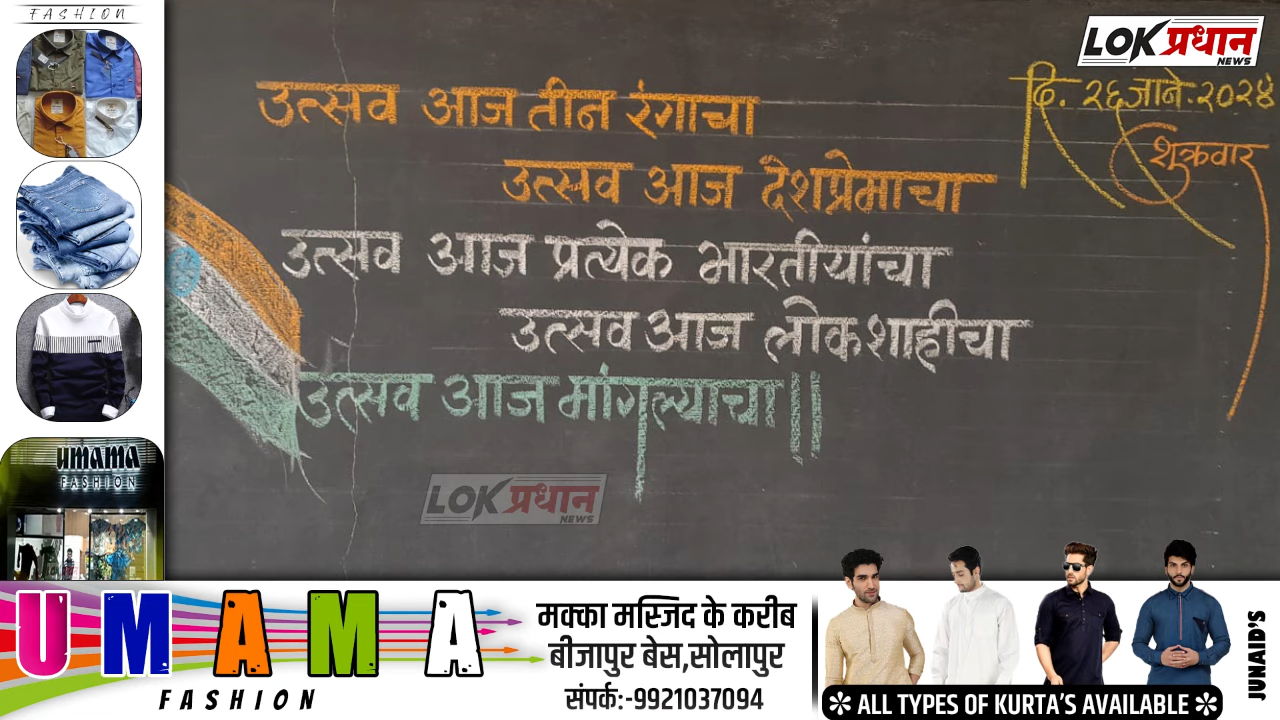 FASHION
LOK प्रधान
NEWS
दि. २६ जाने. २०२४
शुक्रवार
उत्सव आज तीन रंगाचा
उत्सव आज देशप्रेमाचा
उत्सव आज प्रत्येक भारतीयांचा
उत्सव आज लोकशाहीचा
उत्सव आज मांगल्याचा ||
LOK प्रधान
NEWS
UMAMA
FASHION
UMAMA
FASHION
मक्का मस्जिद के करीब
बीजापुर बेस,सोलापुर
संपर्क:-9921037094
ALL TYPES OF KURTA’S AVAILABLE
JUNAID’S